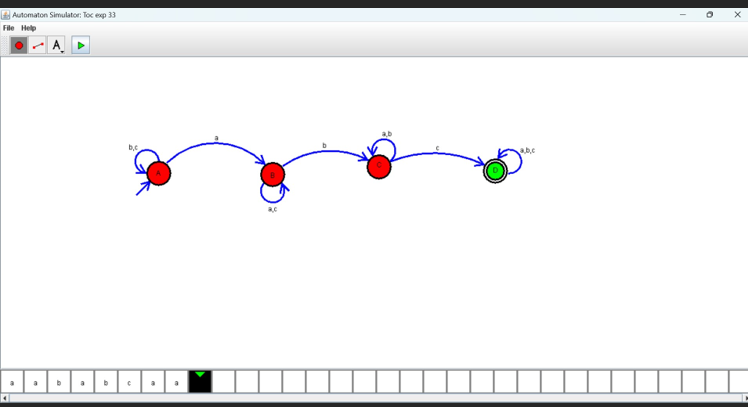 Automaton Simulator: Toc exp 33
File Help
A
a
b
a,b
b,c
c
a,b,c
A
B
C
D
a,c
a a b a b c a a